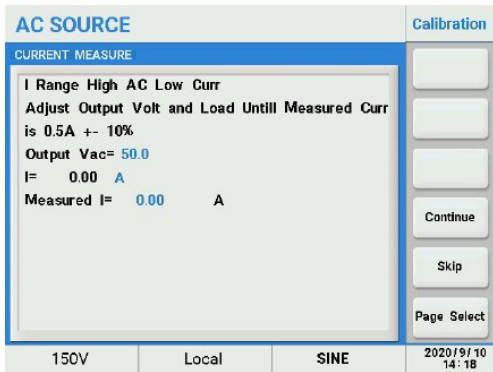 AC SOURCE
Calibration
CURRENT MEASURE
I Range High AC Low Curr
Adjust Output Volt and Load Untill Measured Curr
is 0.5A +- 10%
Output Vac= 50.0
I= 0.00 A
Measured I= 0.00 A
Continue
Skip
Page Select
150V Local SINE 2020/9/10
14:18